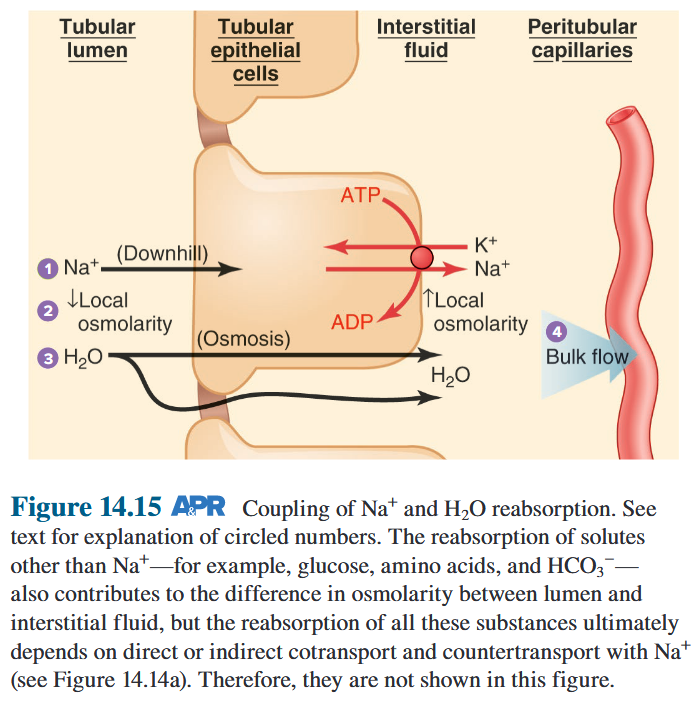 Tubular lumen
Tubular epithelial cells
Interstitial fluid
Peritubular capillaries
ATP
K⁺
Na⁺
(Downhill)
1 Na⁺
2 ↓Local osmolarity
ADP
↑Local osmolarity
(Osmosis)
3 H₂O
H₂O
4
Bulk flow
Figure 14.15 AP&R Coupling of Na⁺ and H₂O reabsorption. See
text for explanation of circled numbers. The reabsorption of solutes
other than Na⁺—for example, glucose, amino acids, and HCO₃⁻—
also contributes to the difference in osmolarity between lumen and
interstitial fluid, but the reabsorption of all these substances ultimately
depends on direct or indirect cotransport and countertransport with Na⁺
(see Figure 14.14a). Therefore, they are not shown in this figure.